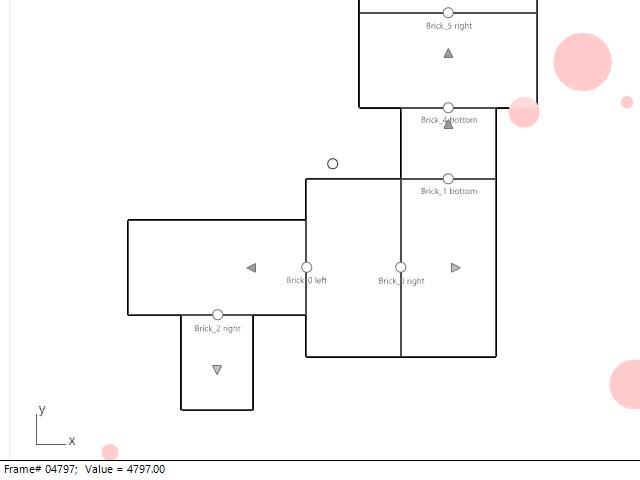 Brick_5 right
Brick_4 bottom
Brick_1 bottom
Brick_0 left
Brick_0 right
Brick_2 right
y
x
Frame# 04797;  Value = 4797.00